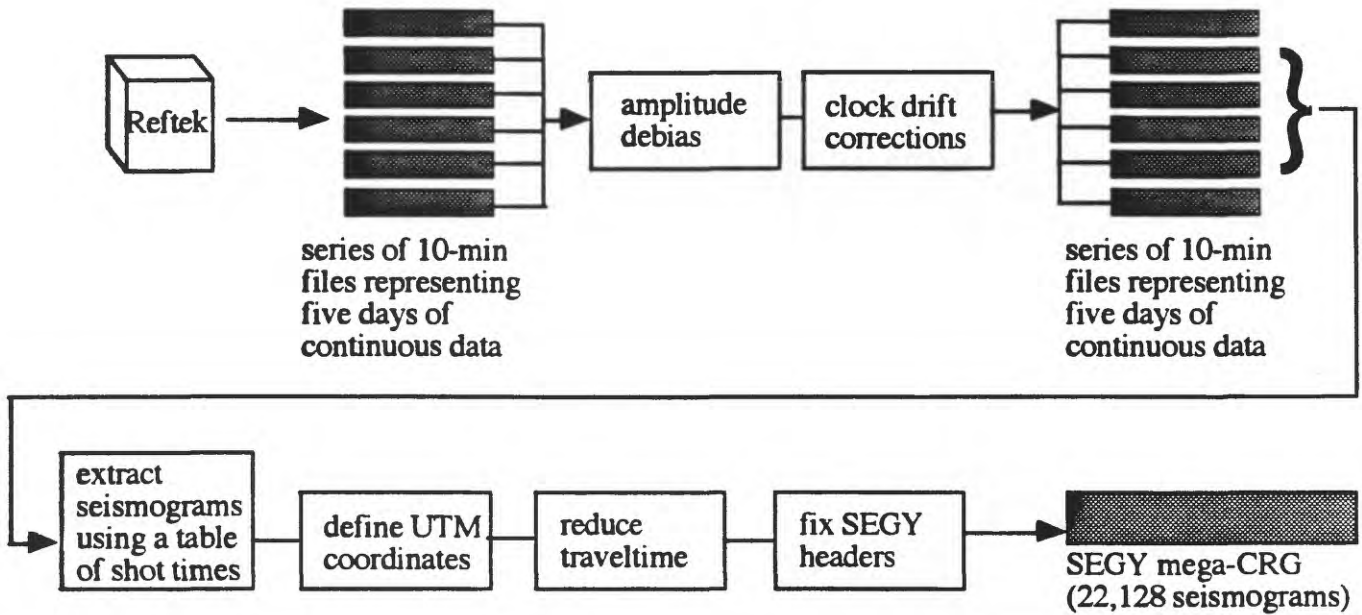 Reftek
series of 10-min
files representing
five days of
continuous data
amplitude
debias
clock drift
corrections
series of 10-min
files representing
five days of
continuous data
extract
seismograms
using a table
of shot times
define UTM
coordinates
reduce
traveltime
fix SEGY
headers
SEGY mega-CRG
(22,128 seismograms)